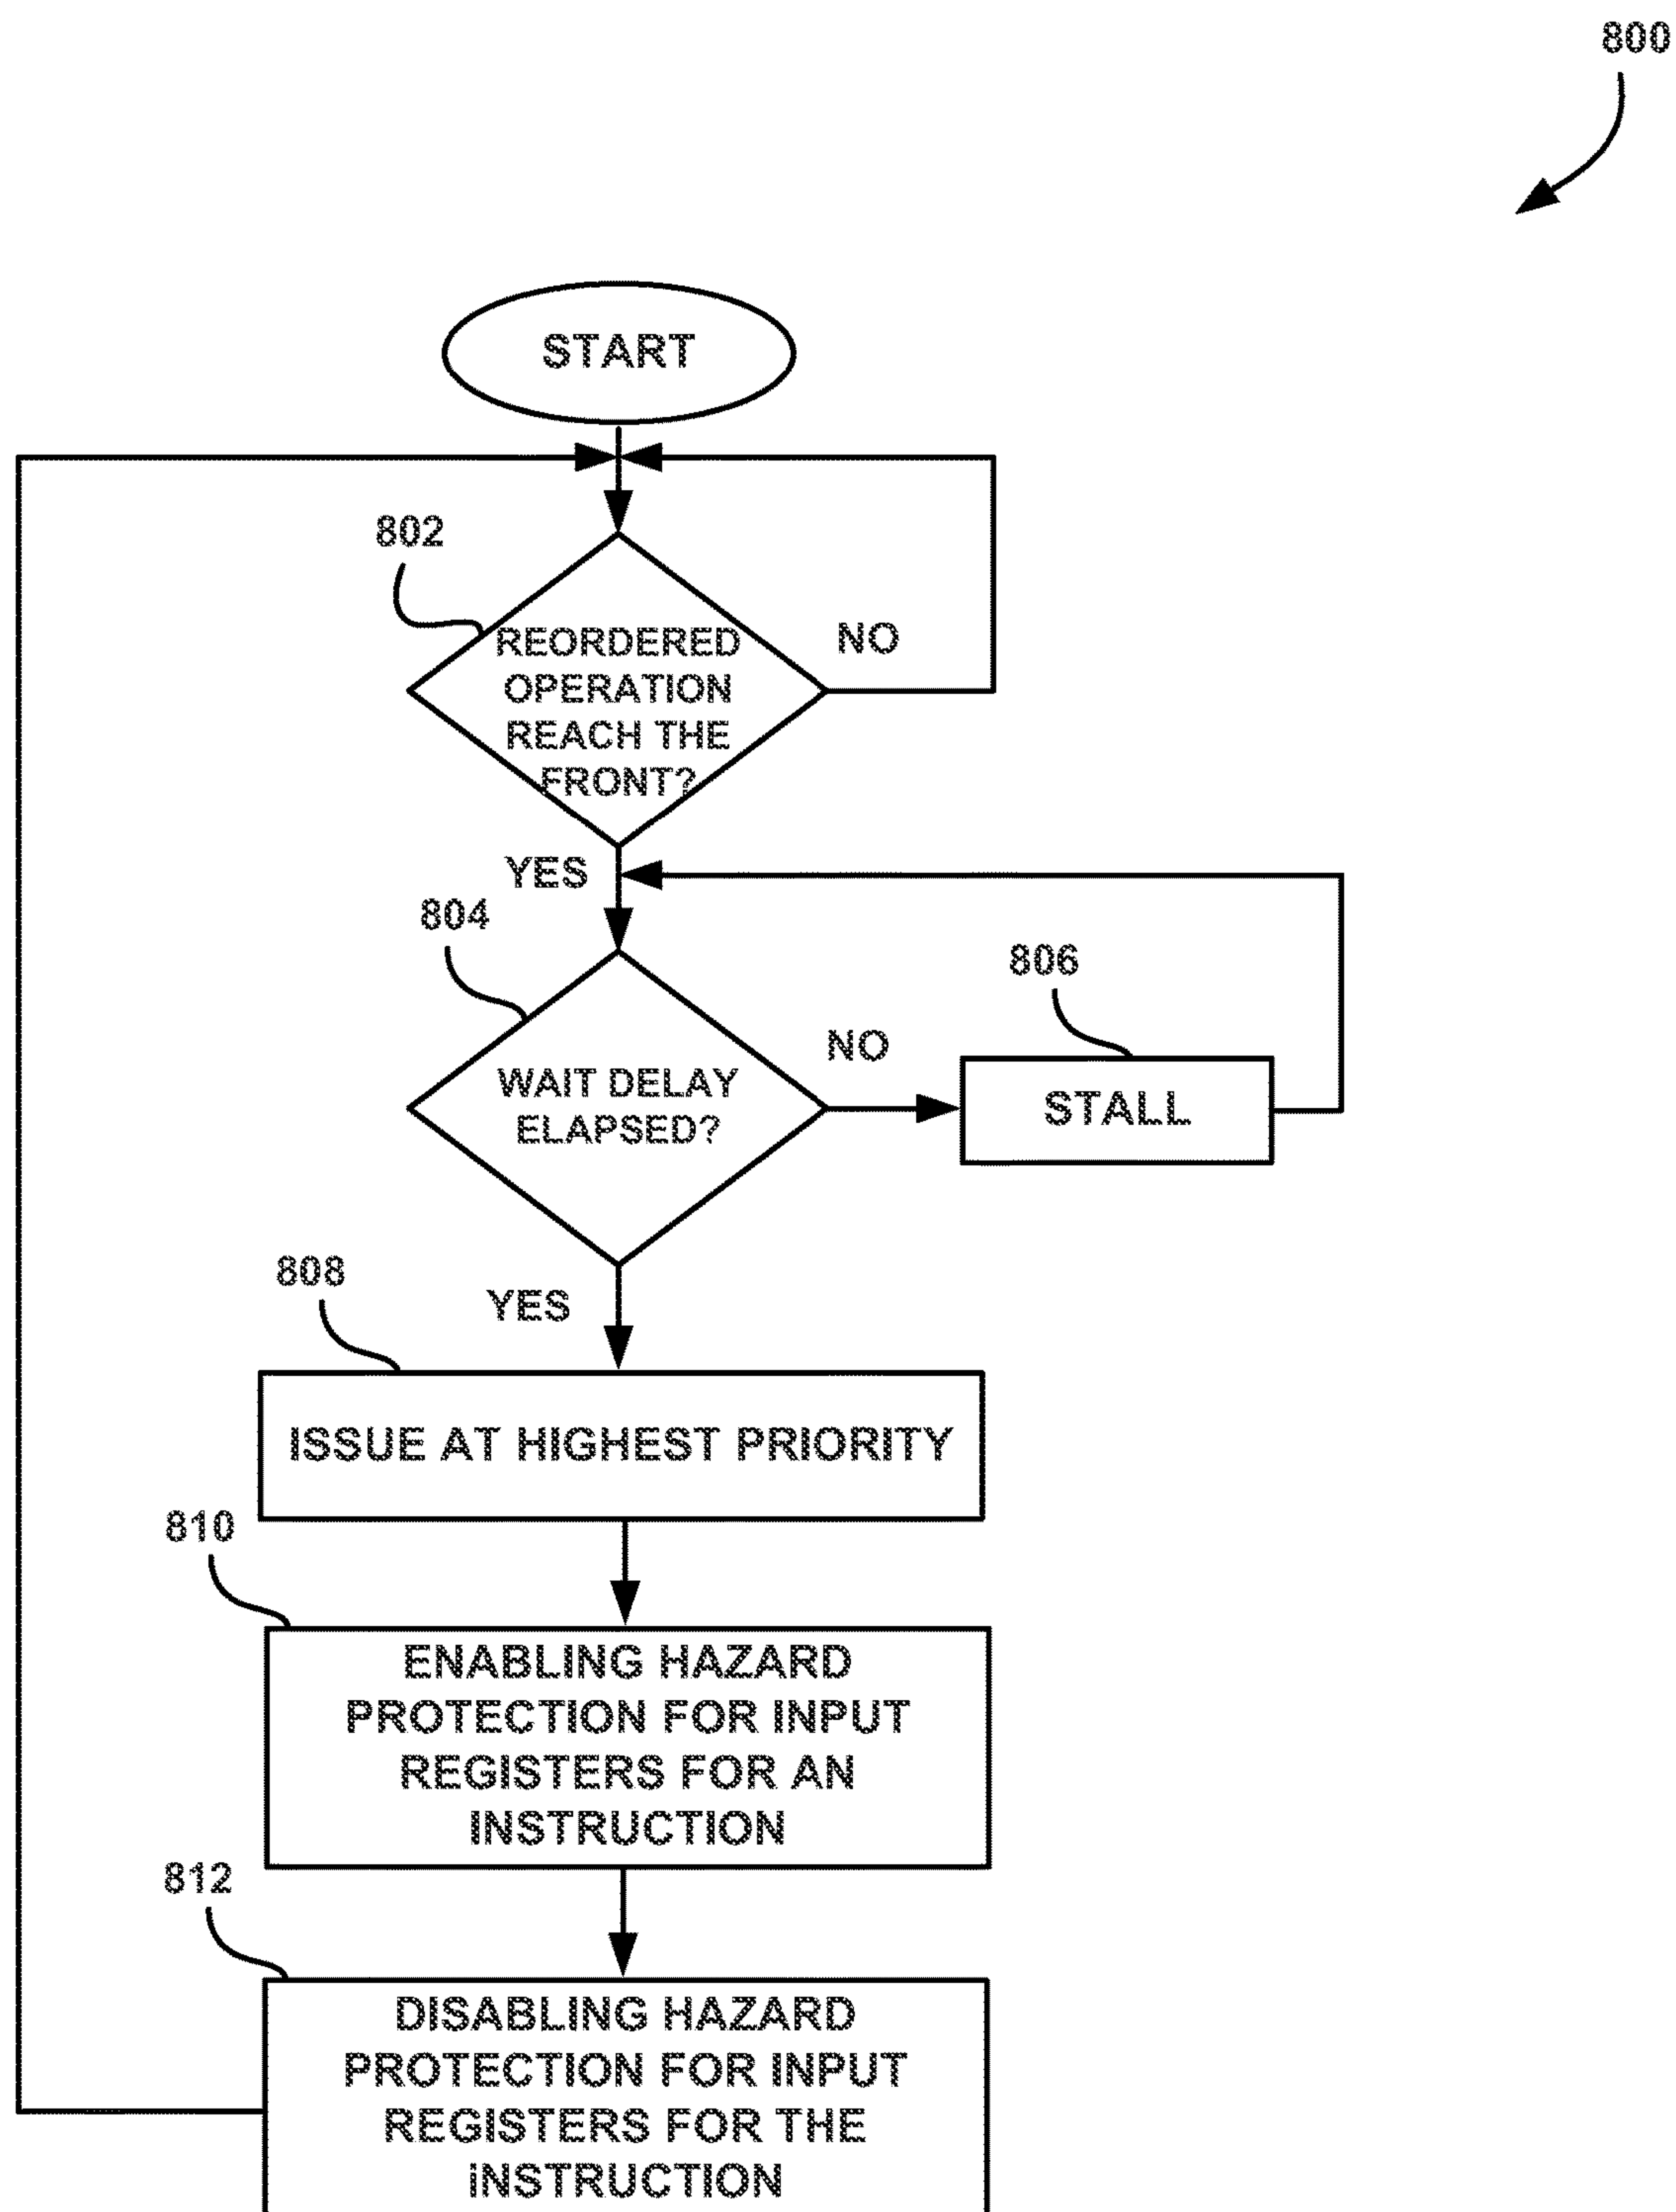 800
START
802
REORDERED
OPERATION
REACH THE
FRONT?
NO
YES
804
WAIT DELAY
ELAPSED?
NO
806
STALL
YES
808
ISSUE AT HIGHEST PRIORITY
810
ENABLING HAZARD
PROTECTION FOR INPUT
REGISTERS FOR AN
INSTRUCTION
812
DISABLING HAZARD
PROTECTION FOR INPUT
REGISTERS FOR THE
iNSTRUCTION